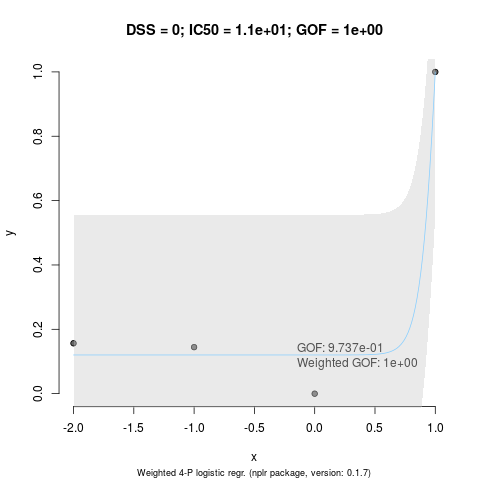 DSS = 0; IC50 = 1.1e+01; GOF = 1e+00
1.0
0.8
0.6
y
0.4
0.2
0.0
GOF: 9.737e-01
Weighted GOF: 1e+00
-2.0 -1.5 -1.0 -0.5 0.0 0.5 1.0
x
Weighted 4-P logistic regr. (nplr package, version: 0.1.7)